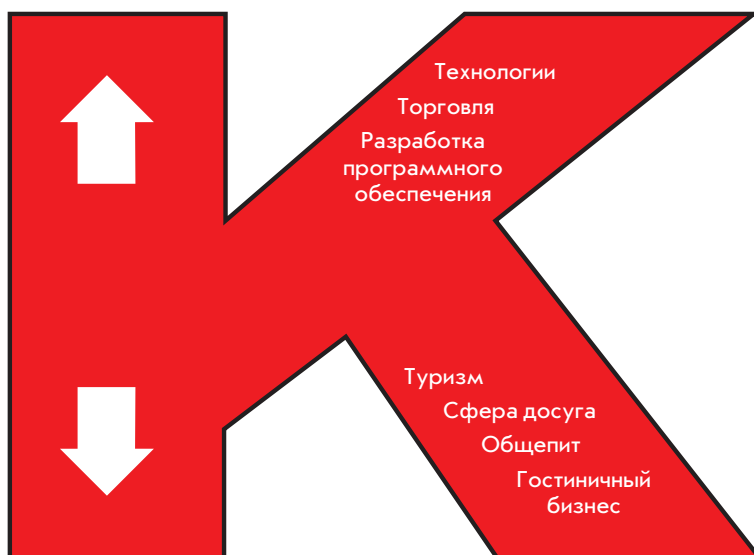 Технологии
Торговля
Разработка
программного
обеспечения
Туризм
Сфера досуга
Общепит
Гостиничный
бизнес